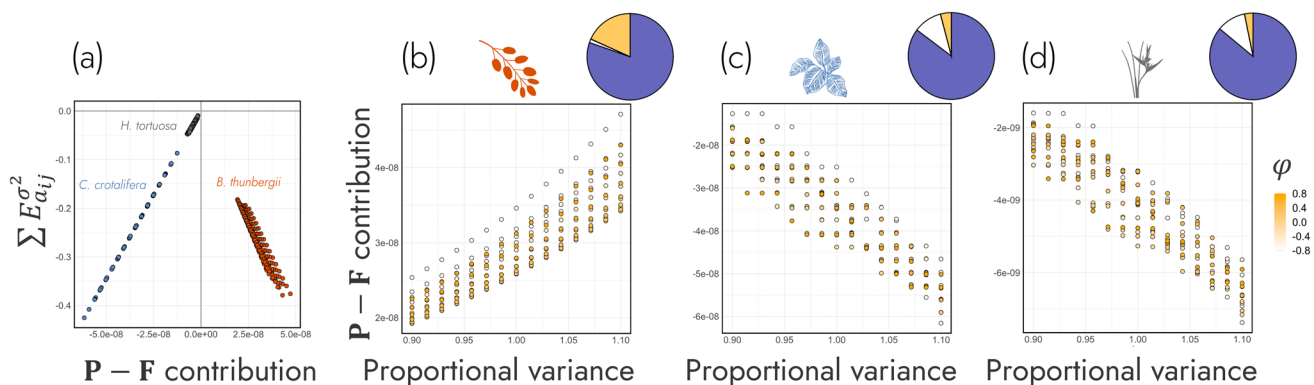 (a)
(b)
(c)
(d)
∑ E^{σ²}_{a_{ij}}
0.0
-0.1
-0.2
-0.3
-0.4
H. tortuosa
C. crotalifera
B. thunbergii
-5.0e-08 -2.5e-08 0.0e+00 2.5e-08 5.0e-08
P − F contribution
P − F contribution
4e-08
3e-08
2e-08
0.90 0.95 1.00 1.05 1.10
Proportional variance
-2e-08
-3e-08
-4e-08
-5e-08
-6e-08
0.90 0.95 1.00 1.05 1.10
Proportional variance
-2e-09
-4e-09
-6e-09
0.90 0.95 1.00 1.05 1.10
Proportional variance
φ
0.8
0.4
0.0
-0.4
-0.8